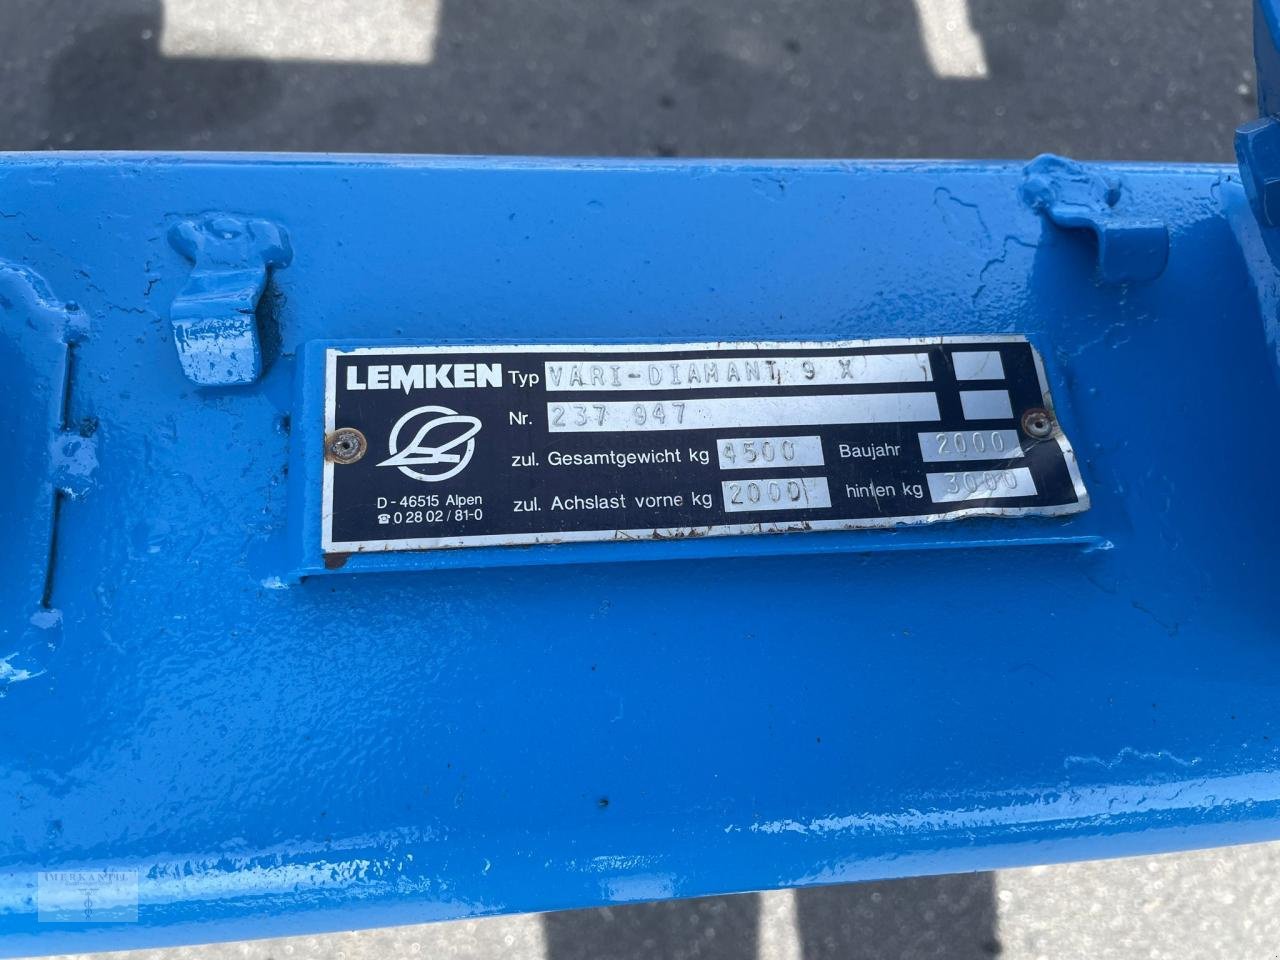 LEMKEN Typ VARI-DIAMANT 9 X
Nr. 237 947
zul. Gesamtgewicht kg 4500 Baujahr 2000
D - 46515 Alpen
☎ 0 28 02 / 81-0
zul. Achslast vorne kg 2000 hinten kg 3000
MERKANTIL